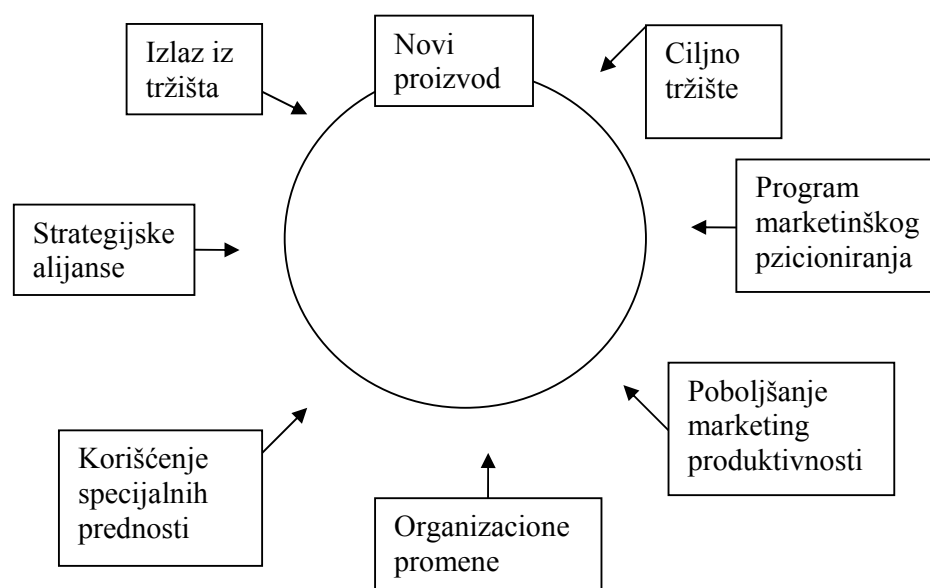 Izlaz iz
tržišta
Novi
proizvod
Ciljno
tržište
Strategijske
alijanse
Program
marketinškog
pzicioniranja
Korišćenje
specijalnih
prednosti
Organizacione
promene
Poboljšanje
marketing
produktivnosti